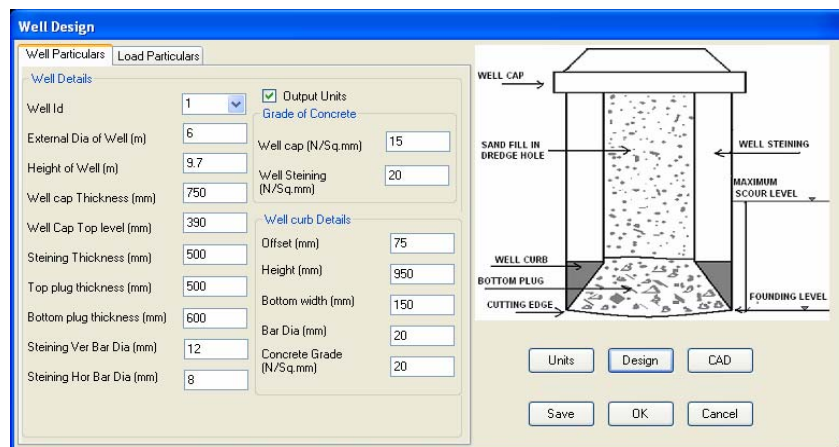 Well Design
Well Particulars
Load Particulars
Well Details
Well Id
1
External Dia of Well (m)
6
Height of Well (m)
9.7
Well cap Thickness (mm)
750
Well Cap Top level (mm)
390
Steining Thickness (mm)
500
Top plug thickness (mm)
500
Bottom plug thickness (mm)
600
Steining Ver Bar Dia (mm)
12
Steining Hor Bar Dia (mm)
8
Output Units
Grade of Concrete
Well cap (N/Sq.mm)
15
Well Steining
(N/Sq.mm)
20
Well curb Details
Offset (mm)
75
Height (mm)
950
Bottom width (mm)
150
Bar Dia (mm)
20
Concrete Grade
(N/Sq.mm)
20
WELL CAP
SAND FILL IN
DREDGE HOLE
WELL STEINING
MAXIMUM
SCOUR LEVEL
WELL CURB
BOTTOM PLUG
CUTTING EDGE
FOUNDING LEVEL
Units
Design
CAD
Save
OK
Cancel